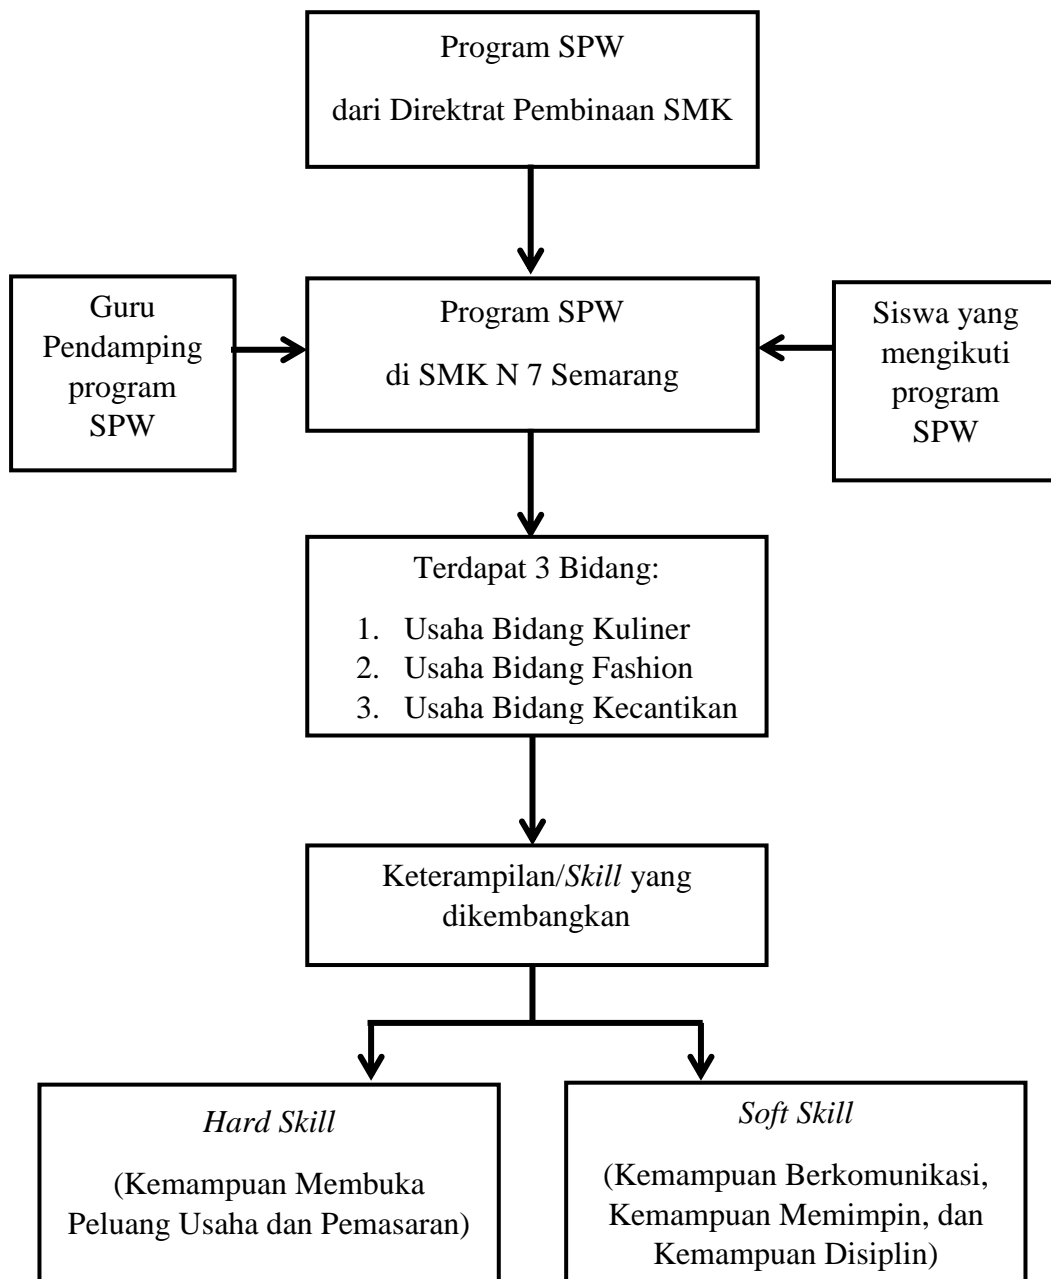 Program SPW
dari Direktrat Pembinaan SMK
Guru
Pendamping
program
SPW
Program SPW
di SMK N 7 Semarang
Siswa yang
mengikuti
program
SPW
Terdapat 3 Bidang:
1. Usaha Bidang Kuliner
2. Usaha Bidang Fashion
3. Usaha Bidang Kecantikan
Keterampilan/Skill yang
dikembangkan
Hard Skill
(Kemampuan Membuka
Peluang Usaha dan Pemasaran)
Soft Skill
(Kemampuan Berkomunikasi,
Kemampuan Memimpin, dan
Kemampuan Disiplin)